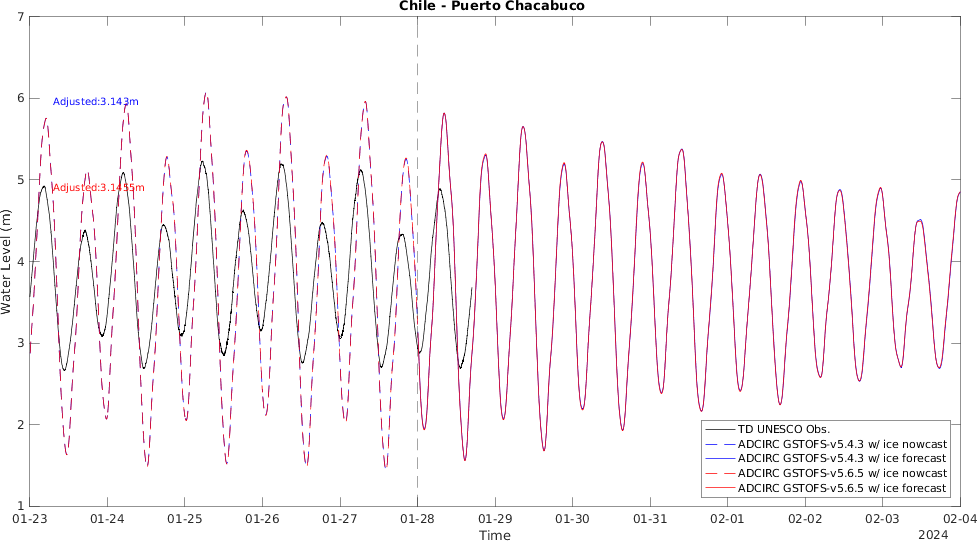 Chile - Puerto Chacabuco
7
6
5
4
3
2
1
Water Level (m)
Adjusted:3.143m
Adjusted:3.1455m
TD UNESCO Obs.
ADCIRC GSTOFS-v5.4.3 w/ ice nowcast
ADCIRC GSTOFS-v5.4.3 w/ ice forecast
ADCIRC GSTOFS-v5.6.5 w/ ice nowcast
ADCIRC GSTOFS-v5.6.5 w/ ice forecast
01-23 01-24 01-25 01-26 01-27 01-28 01-29 01-30 01-31 02-01 02-02 02-03 02-04
Time
2024